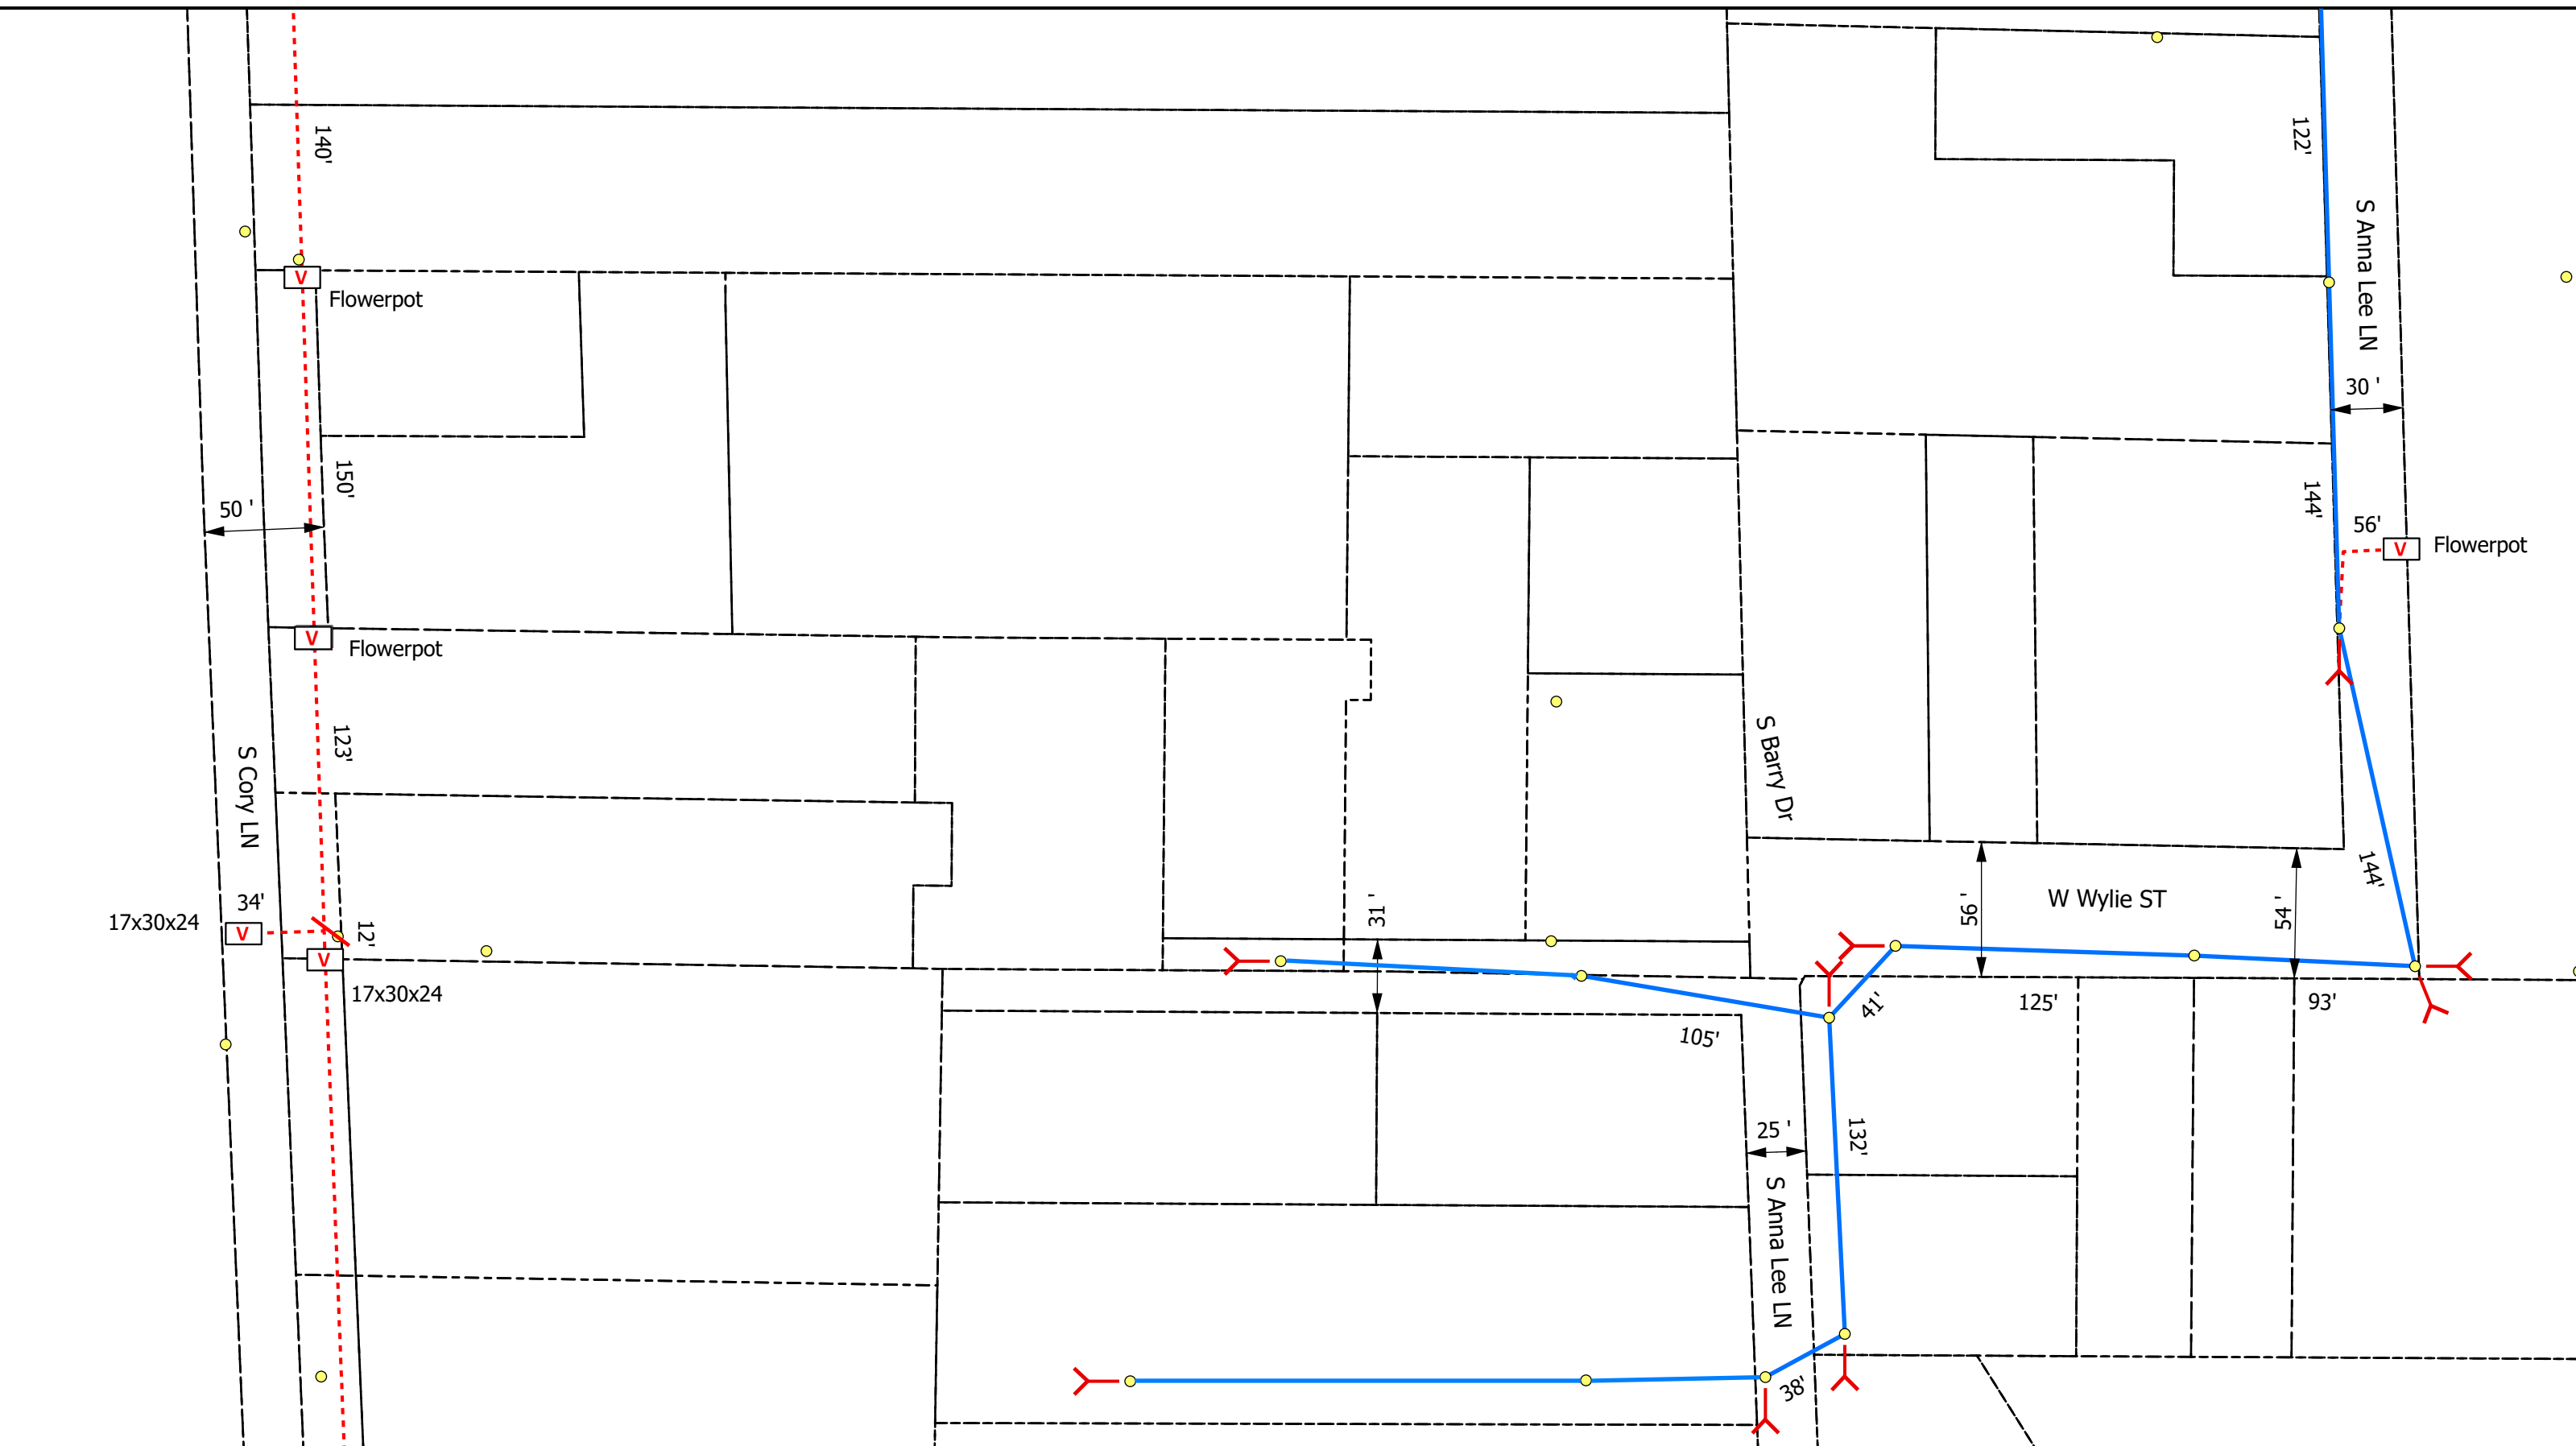 140'
122'
S Anna Lee LN
V
Flowerpot
30 '
150'
144'
50 '
56'
V
Flowerpot
V
Flowerpot
123'
S Barry Dr
S Cory LN
144'
34'
31 '
56 '
W Wylie ST
54 '
17x30x24
V
12'
V
17x30x24
41'
125'
93'
105'
25 '
132'
S Anna Lee LN
38'